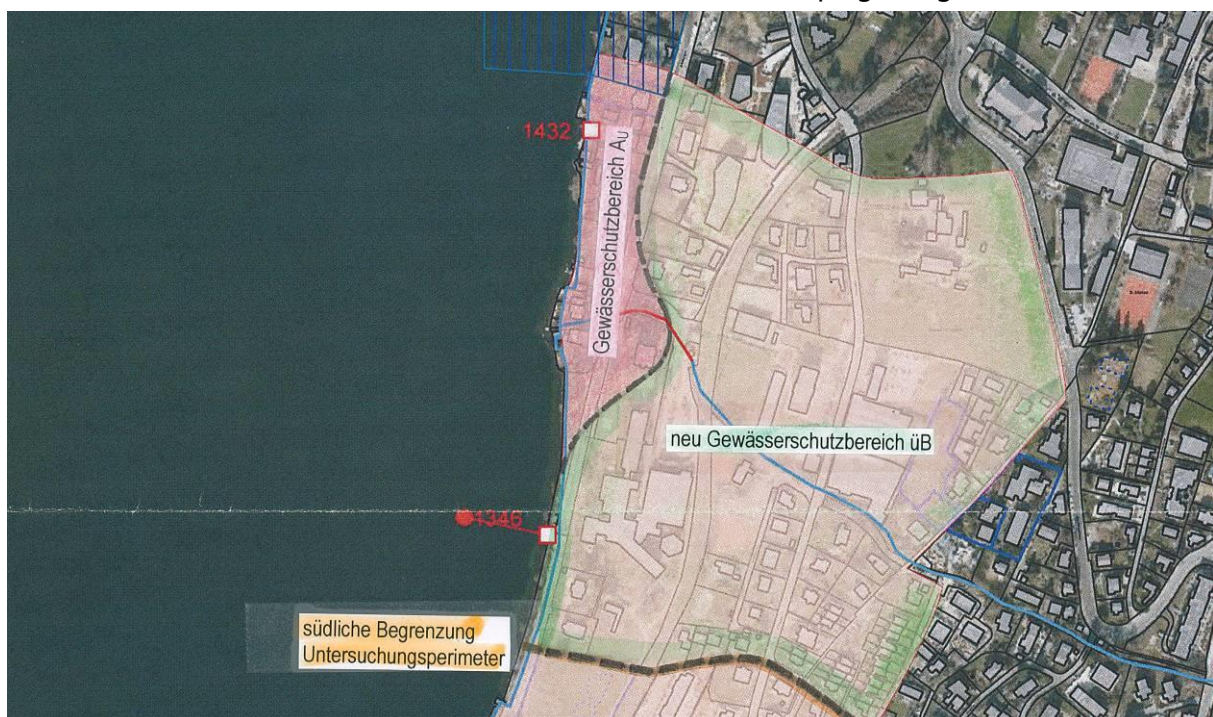 1432
Gewässerschutzbereich Au
neu Gewässerschutzbereich üB
1346
südliche Begrenzung
Untersuchungsperimeter